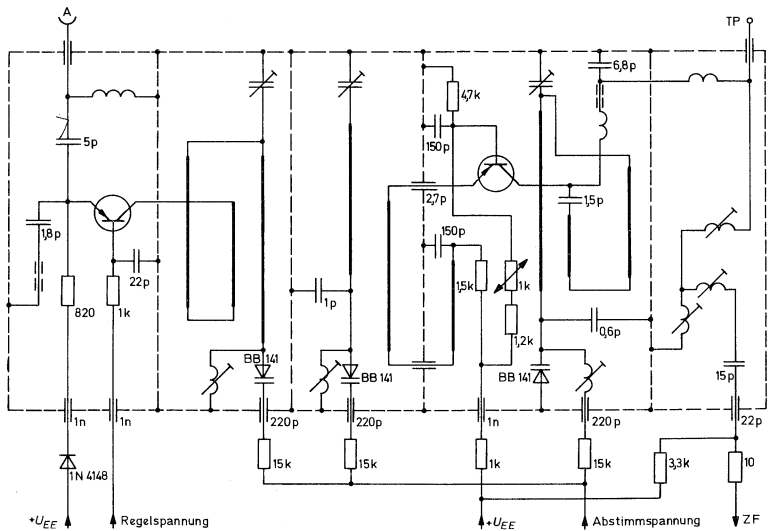 A
TP
6,8p
4,7k
5p
150p
2,7p
1,5p
1,8p
22p
150p
820
1k
1p
1,5k
1k
1,2k
0,6p
BB 141
BB 141
BB 141
15p
1n
1n
220p
220p
1n
220p
22p
1N 4148
15k
15k
1k
15k
3,3k
10
+UEE
Regelspannung
+UEE
Abstimmspannung
ZF